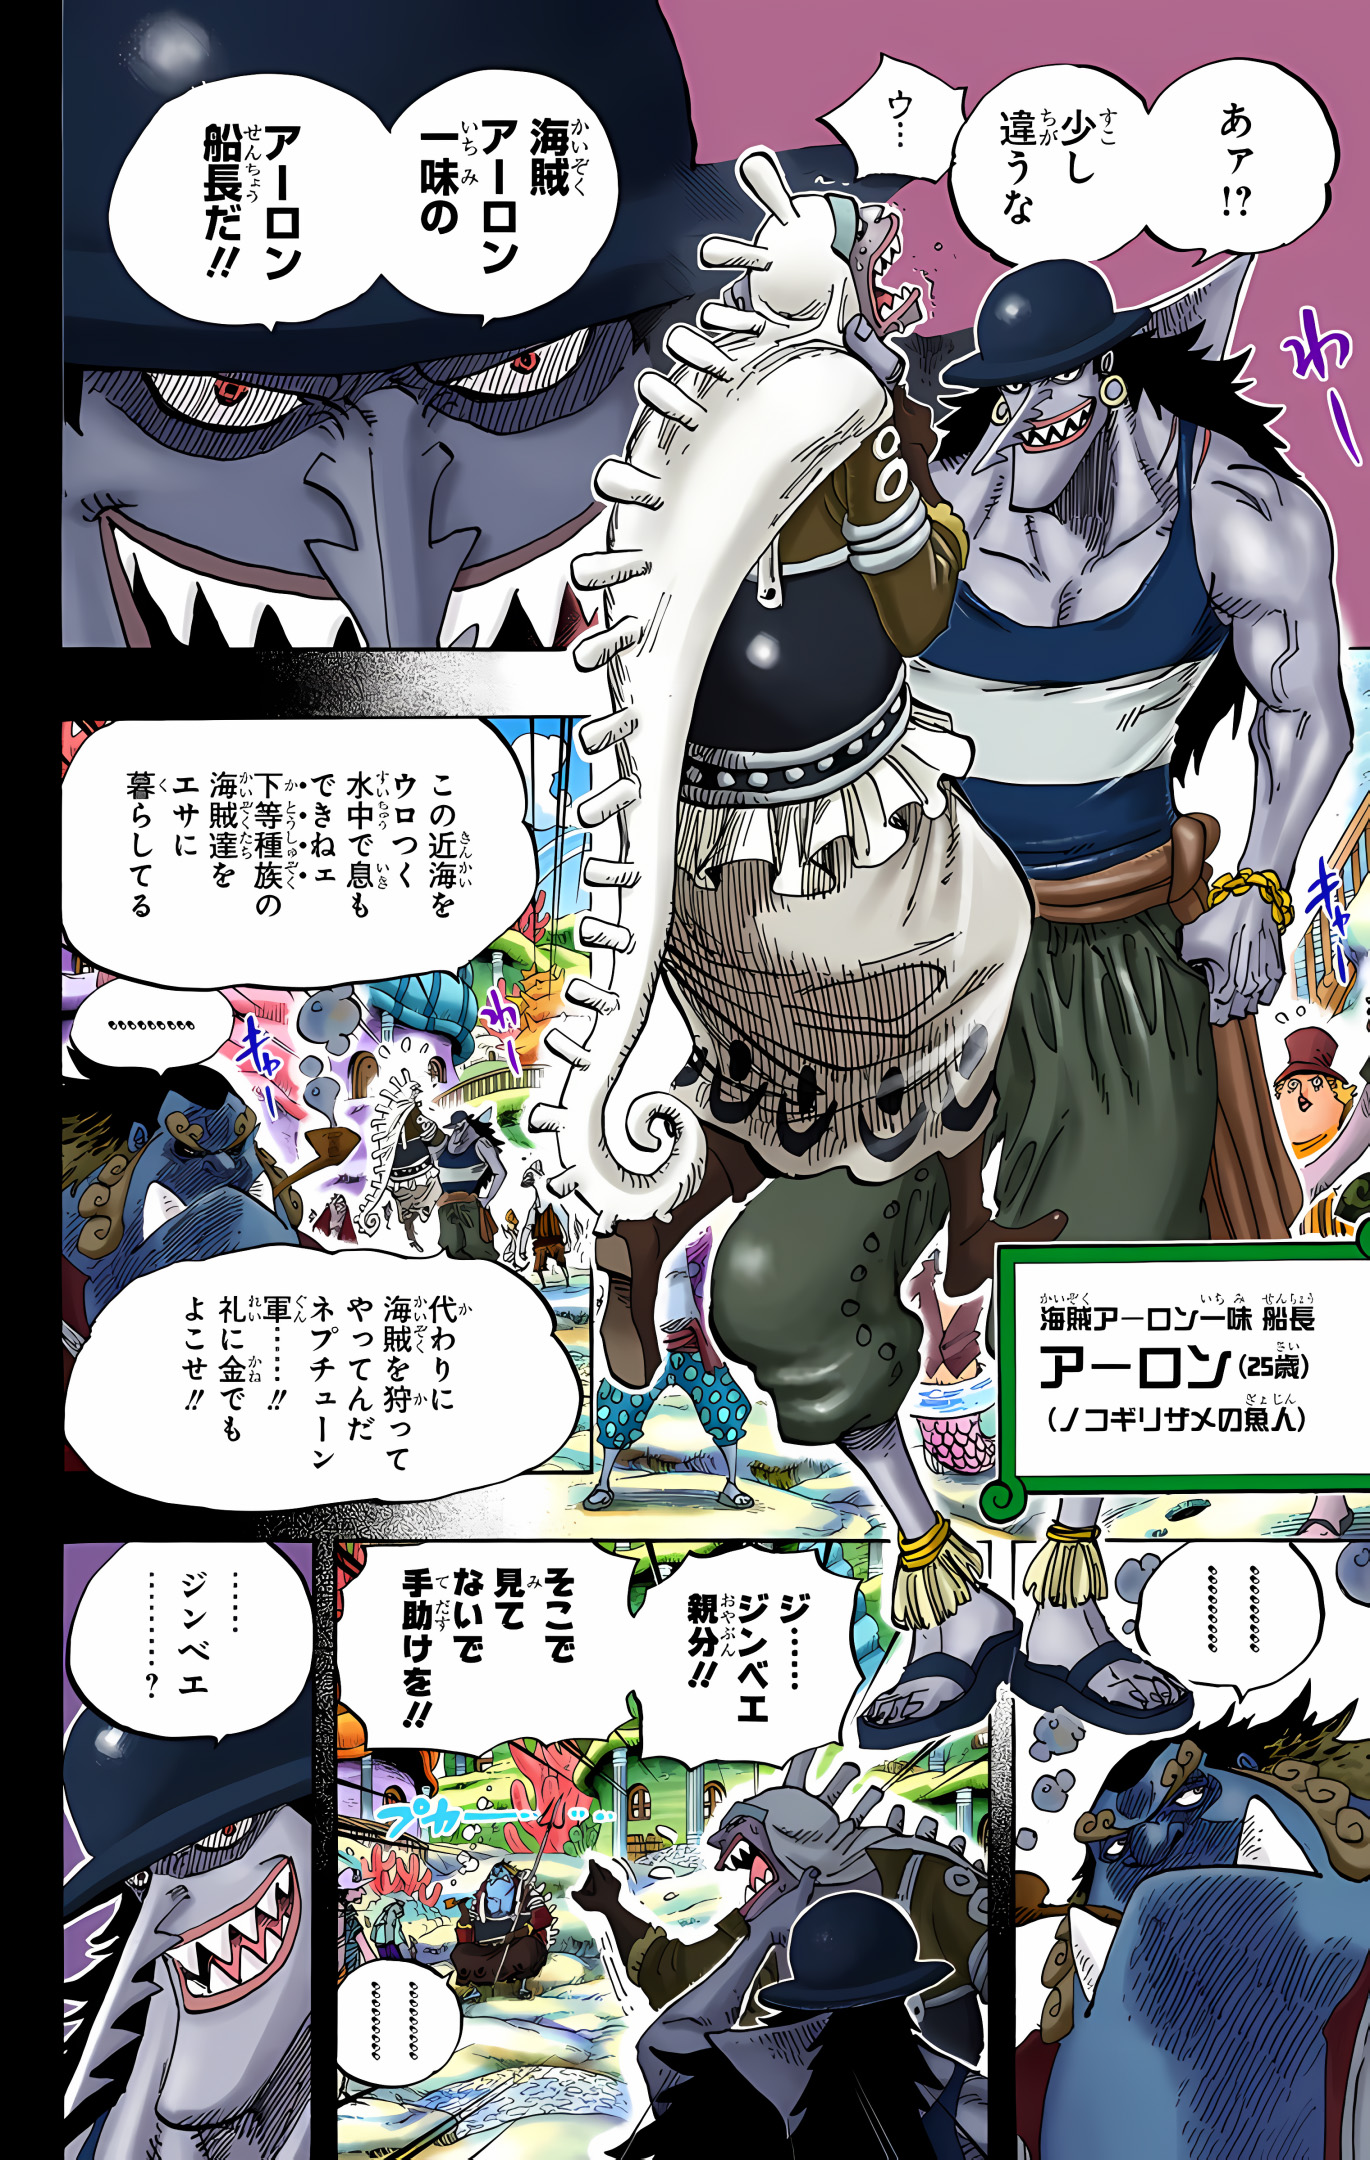 あァ!?
少し
違うな
ウ…
海賊
アーロン
一味の
アーロン
船長だ!!
わー
キャー
この近海を
ウロつく
水中で息も
できねェ
下等種族の
海賊達を
エサに
暮らしてる
………
キャー
わー
代わりに
海賊を狩って
やってんだ
ネプチューン
軍……!!
礼に金でも
よこせ!!
海賊アーロン一味 船長
アーロン(25歳)
(ノコギリザメの魚人)
………
………
ジ……
ジンベエ
親分!!
そこで
見て
ないで
手助けを!!
プカー…
………
………
……
ジンベエ
………?